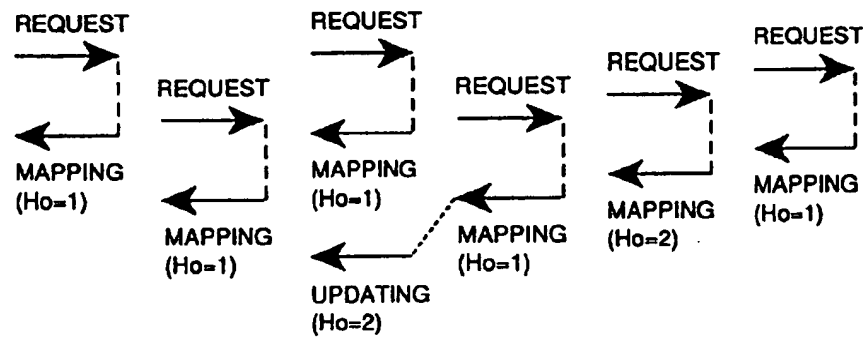 REQUEST
MAPPING
(Ho=1)
REQUEST
MAPPING
(Ho=1)
REQUEST
MAPPING
(Ho=1)
UPDATING
(Ho=2)
REQUEST
MAPPING
(Ho=1)
REQUEST
MAPPING
(Ho=2)
REQUEST
MAPPING
(Ho=1)